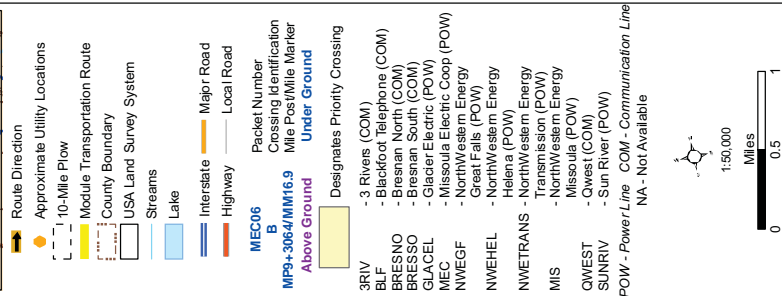 Route Direction
Approximate Utility Locations
10-Mile Plow
Module Transportation Route
County Boundary
USA Land Survey System
Streams
Lake
Interstate
Major Road
Highway
Local Road
MEC06
Packet Number
B
Crossing Identification
MP9+3064/MM16.9
Mile Post/Mile Marker
Above Ground
Under Ground
Designates Priority Crossing
3RIV - 3 Rivers (COM)
BLF - Blackfoot Telephone (COM)
BRESNO - Bresnan North (COM)
BRESSO - Bresnan South (COM)
GLACEL - Glacier Electric (POW)
MEC - Missoula Electric Coop (POW)
NWEGF - NorthWestern Energy
Great Falls (POW)
NWEHEL - NorthWestern Energy
Helena (POW)
NWETRANS - NorthWestern Energy
Transmission (POW)
MIS - NorthWestern Energy
Missoula (POW)
QWEST - Qwest (COM)
SUNRIV - Sun River (POW)
POW - Power Line COM - Communication Line
NA - Not Available
1:50,000
Miles
0 0.5 1